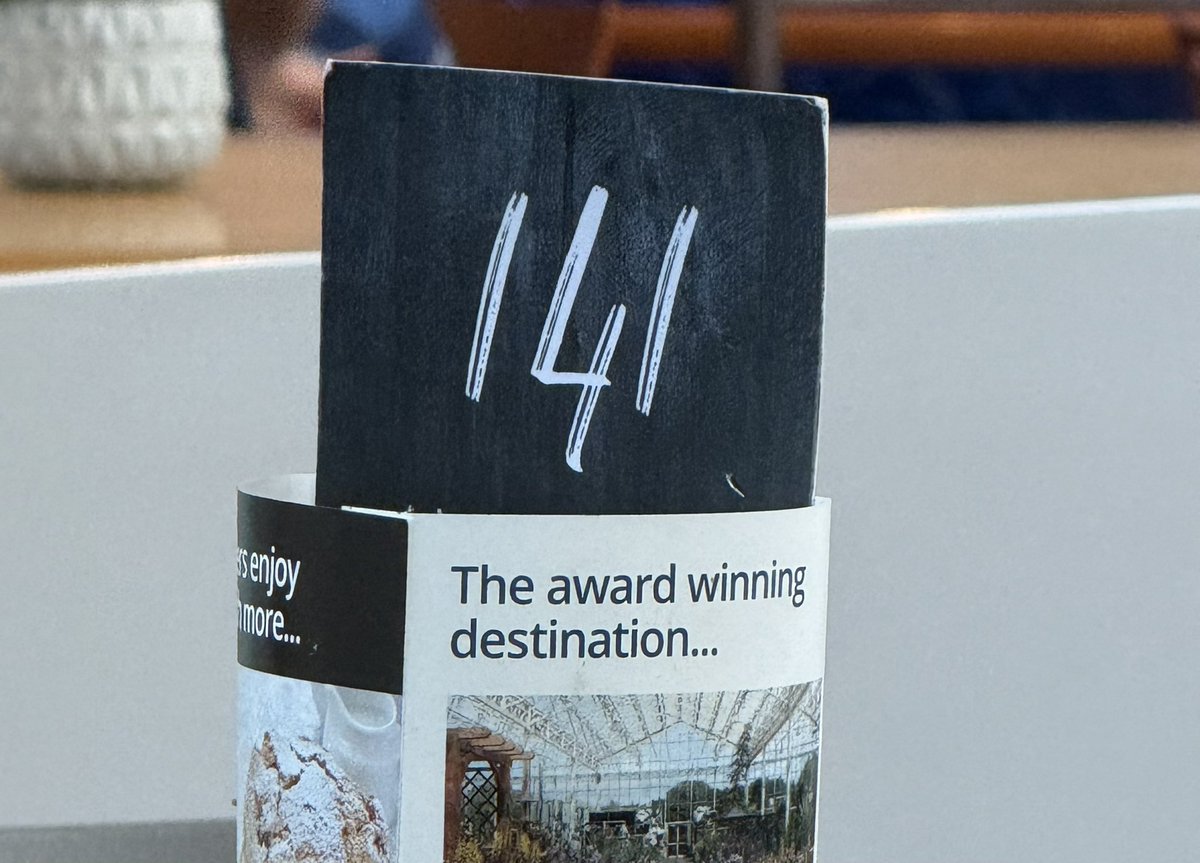 141
enjoy
more...
The award winning
destination...